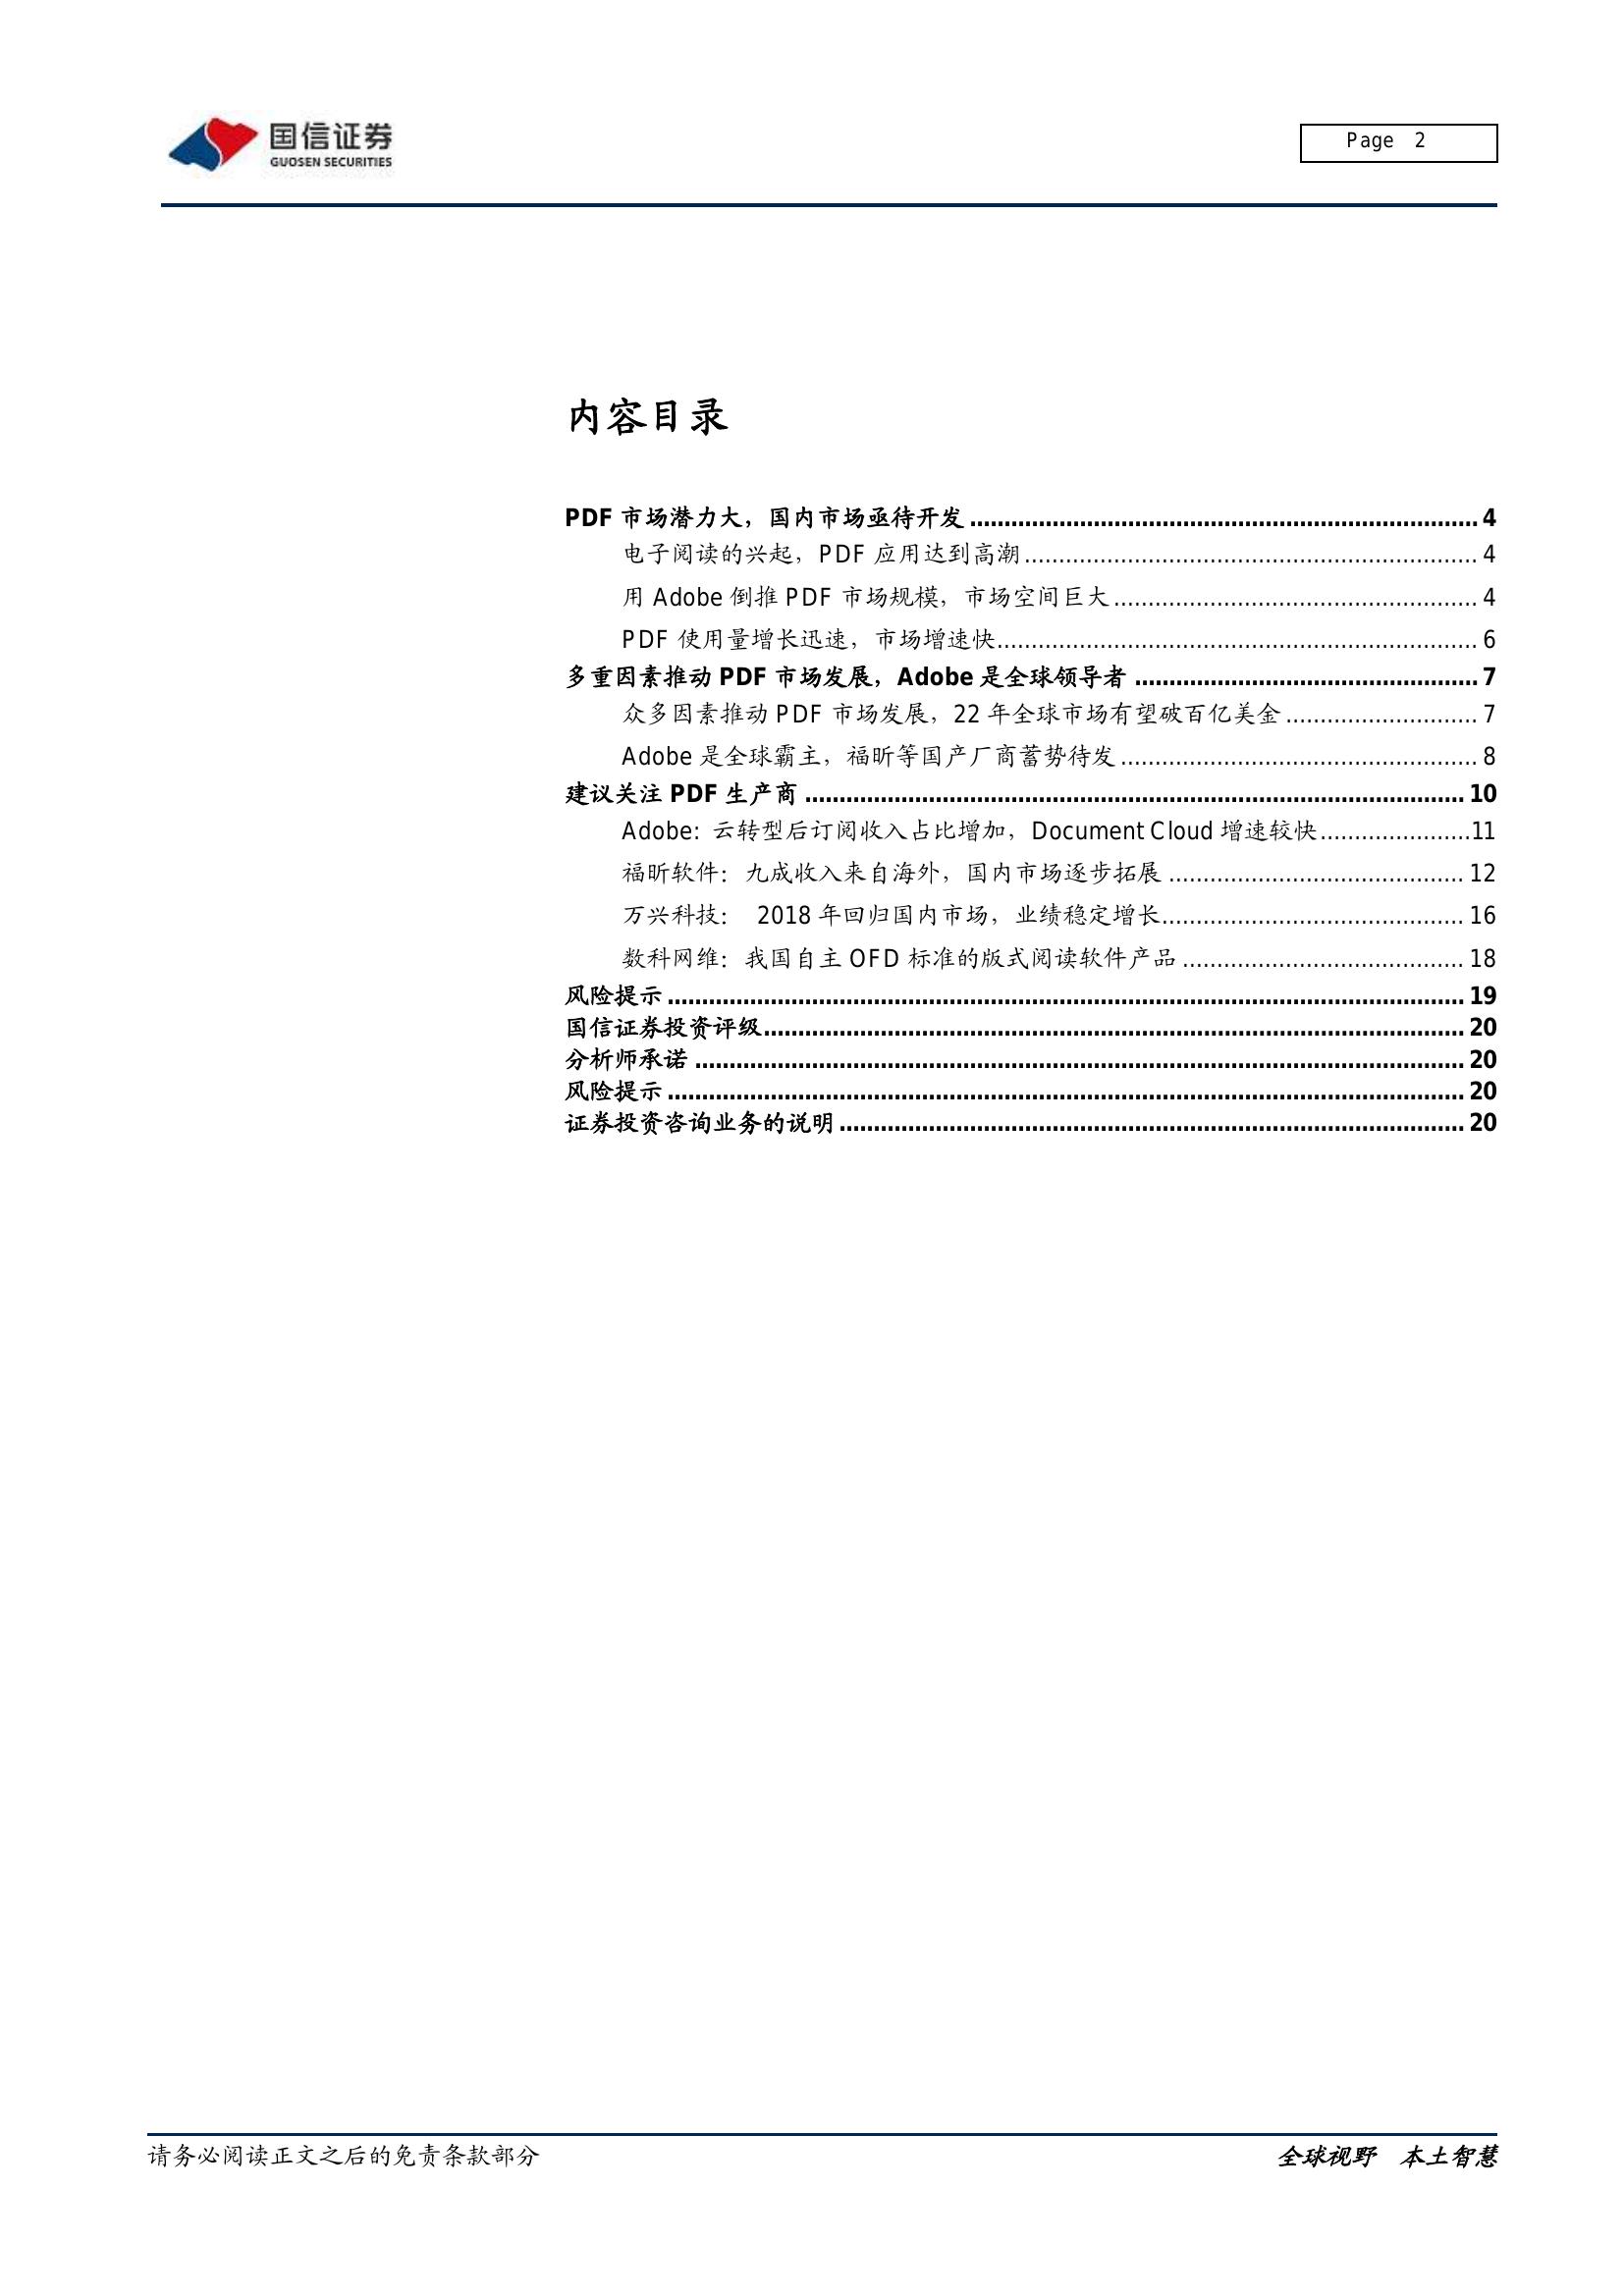 国信证券
GUOSEN SECURITIES
Page 2
内容目录
PDF 市场潜力大，国内市场亟待开发 ........ 4
电子阅读的兴起，PDF 应用达到高潮 ........ 4
用 Adobe 倒推 PDF 市场规模，市场空间巨大 ........ 4
PDF 使用量增长迅速，市场增速快 ........ 6
多重因素推动 PDF 市场发展，Adobe 是全球领导者 ........ 7
众多因素推动 PDF 市场发展，22 年全球市场有望破百亿美金 ........ 7
Adobe 是全球霸主，福昕等国产厂商蓄势待发 ........ 8
建议关注 PDF 生产商 ........ 10
Adobe: 云转型后订阅收入占比增加，Document Cloud 增速较快 ........ 11
福昕软件：九成收入来自海外，国内市场逐步拓展 ........ 12
万兴科技： 2018 年回归国内市场，业绩稳定增长 ........ 16
数科网维：我国自主 OFD 标准的版式阅读软件产品 ........ 18
风险提示 ........ 19
国信证券投资评级 ........ 20
分析师承诺 ........ 20
风险提示 ........ 20
证券投资咨询业务的说明 ........ 20
请务必阅读正文之后的免责条款部分
全球视野 本土智慧